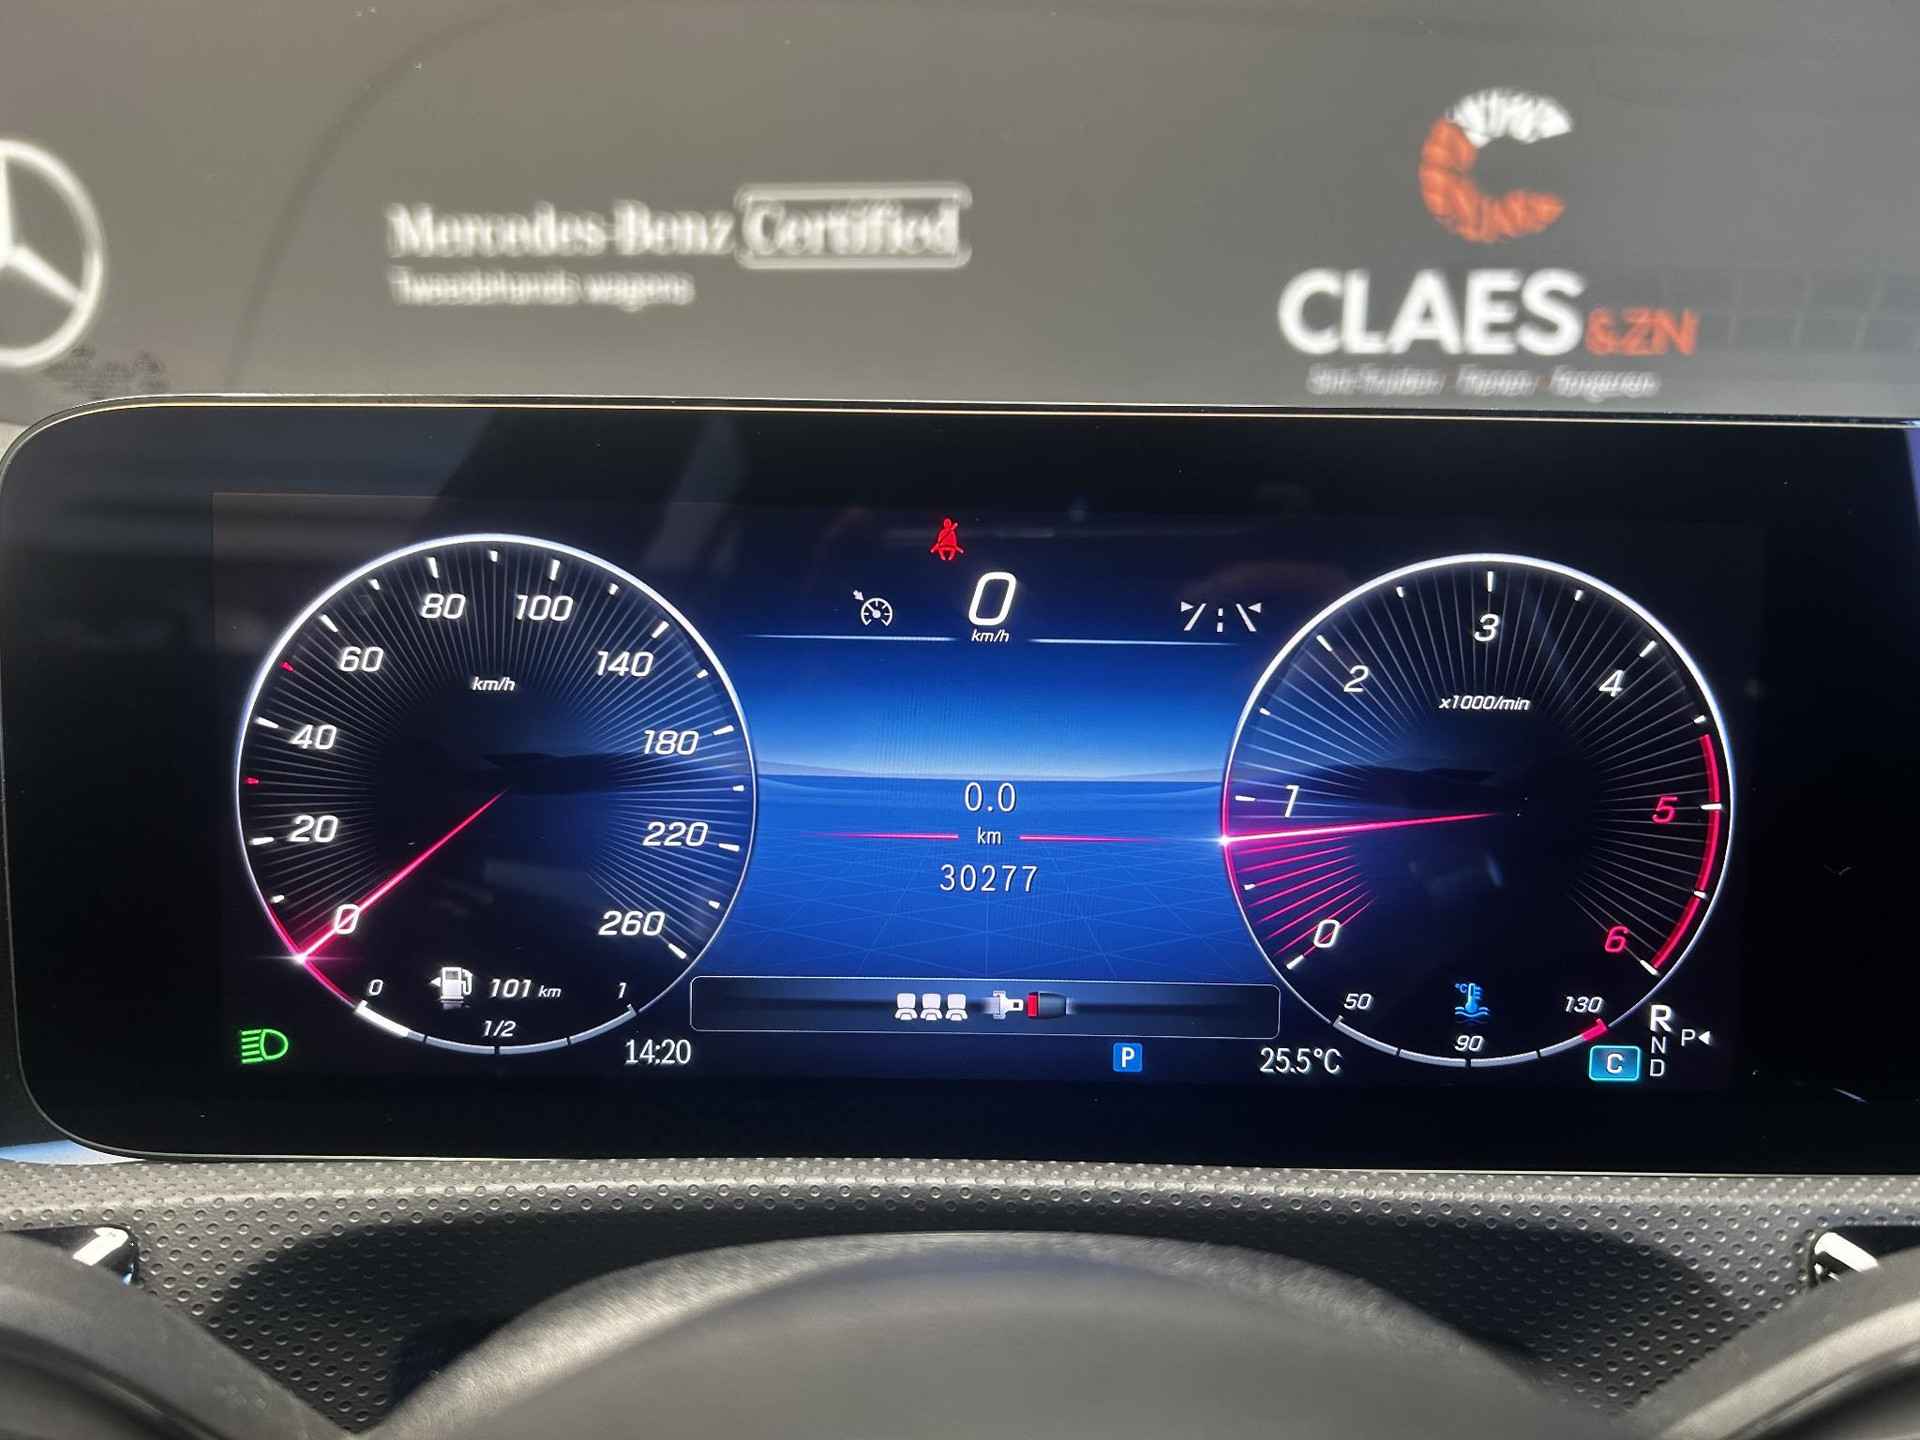 Mercedes-Benz Certified
Tweedehands wagens
CLAES &ZN
80 100
60 140
km/h
40 180
20 220
0 260
0 101 km 1
1/2
14:20
0
km/h
0.0
km
30277
P
25.5°C
3
2 4
x1000/min
1 5
0 6
50 °C 130
90
R
N P
D
C